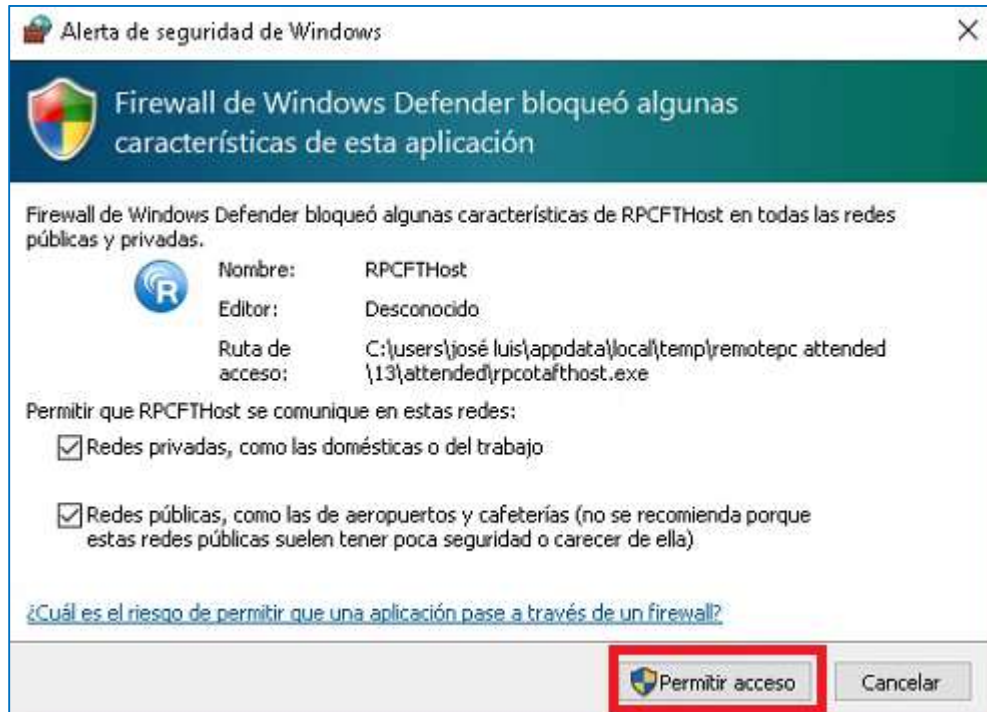 Alerta de seguridad de Windows
Firewall de Windows Defender bloqueó algunas
características de esta aplicación
Firewall de Windows Defender bloqueó algunas características de RPCFTHost en todas las redes
públicas y privadas.
Nombre: RPCFTHost
Editor: Desconocido
Ruta de C:\users\josé luis\appdata\local\temp\remotepc attended
acceso: \13\attended\rpcotafthost.exe
Permitir que RPCFTHost se comunique en estas redes:
Redes privadas, como las domésticas o del trabajo
Redes públicas, como las de aeropuertos y cafeterías (no se recomienda porque
estas redes públicas suelen tener poca seguridad o carecer de ella)
¿Cuál es el riesgo de permitir que una aplicación pase a través de un firewall?
Permitir acceso Cancelar